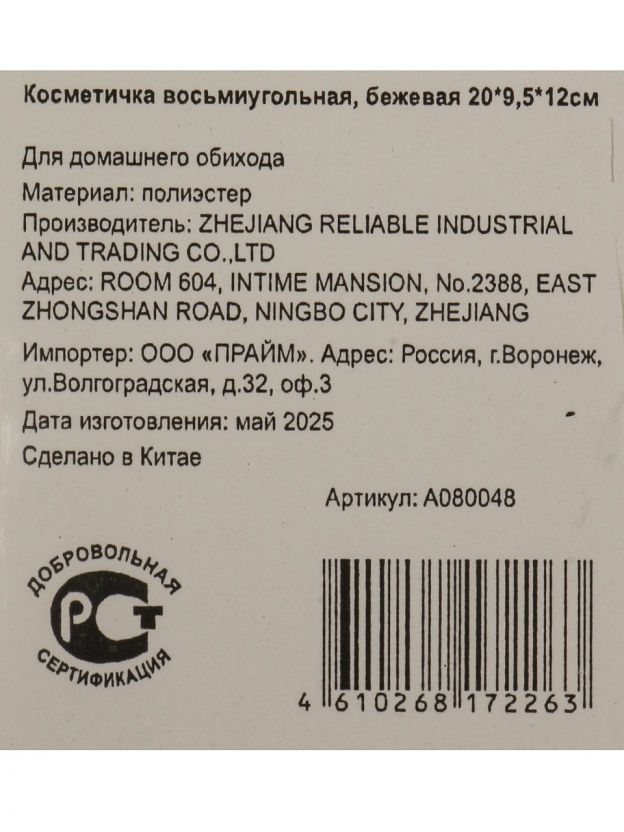 Косметичка восьмиугольная, бежевая 20*9,5*12см
Для домашнего обихода
Материал: полиэстер
Производитель: ZHEJIANG RELIABLE INDUSTRIAL
AND TRADING CO.,LTD
Адрес: ROOM 604, INTIME MANSION, No.2388, EAST
ZHONGSHAN ROAD, NINGBO CITY, ZHEJIANG
Импортер: ООО «ПРАЙМ». Адрес: Россия, г.Воронеж,
ул.Волгоградская, д.32, оф.3
Дата изготовления: май 2025
Сделано в Китае
Артикул: А080048
ДОБРОВОЛЬНАЯ
РСТ
СЕРТИФИКАЦИЯ
4 610268 172263